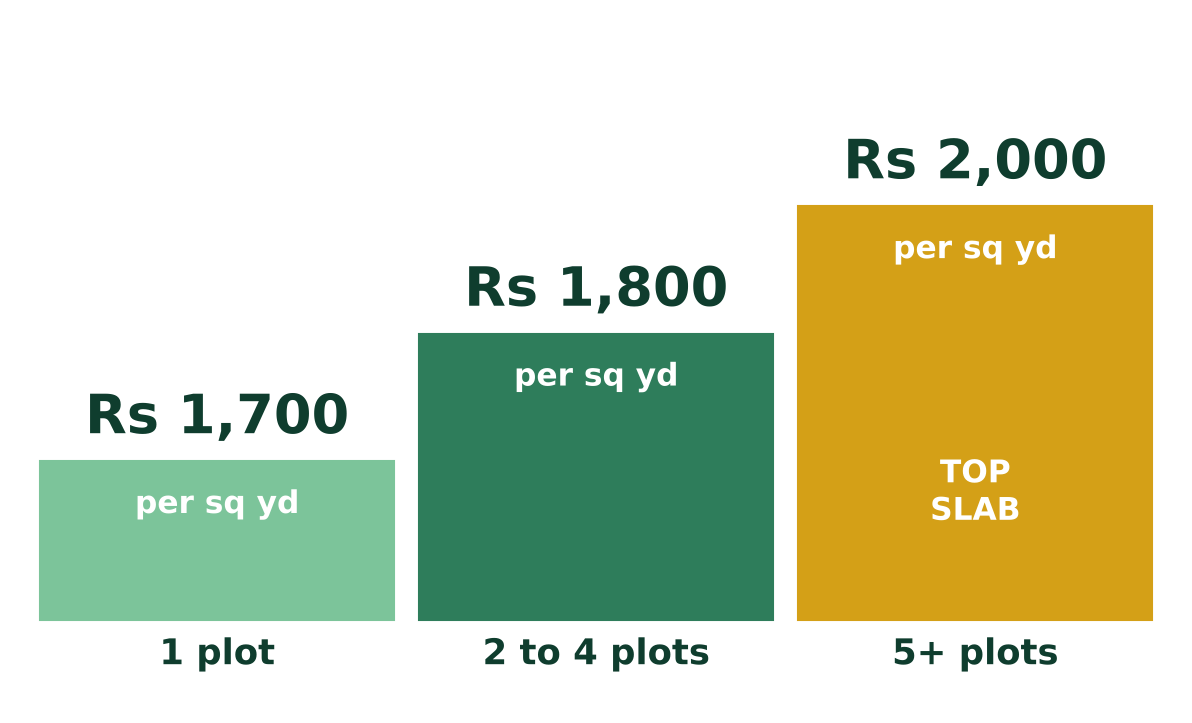 Rs 1,700
per sq yd
1 plot
Rs 1,800
per sq yd
2 to 4 plots
Rs 2,000
per sq yd
TOP
SLAB
5+ plots